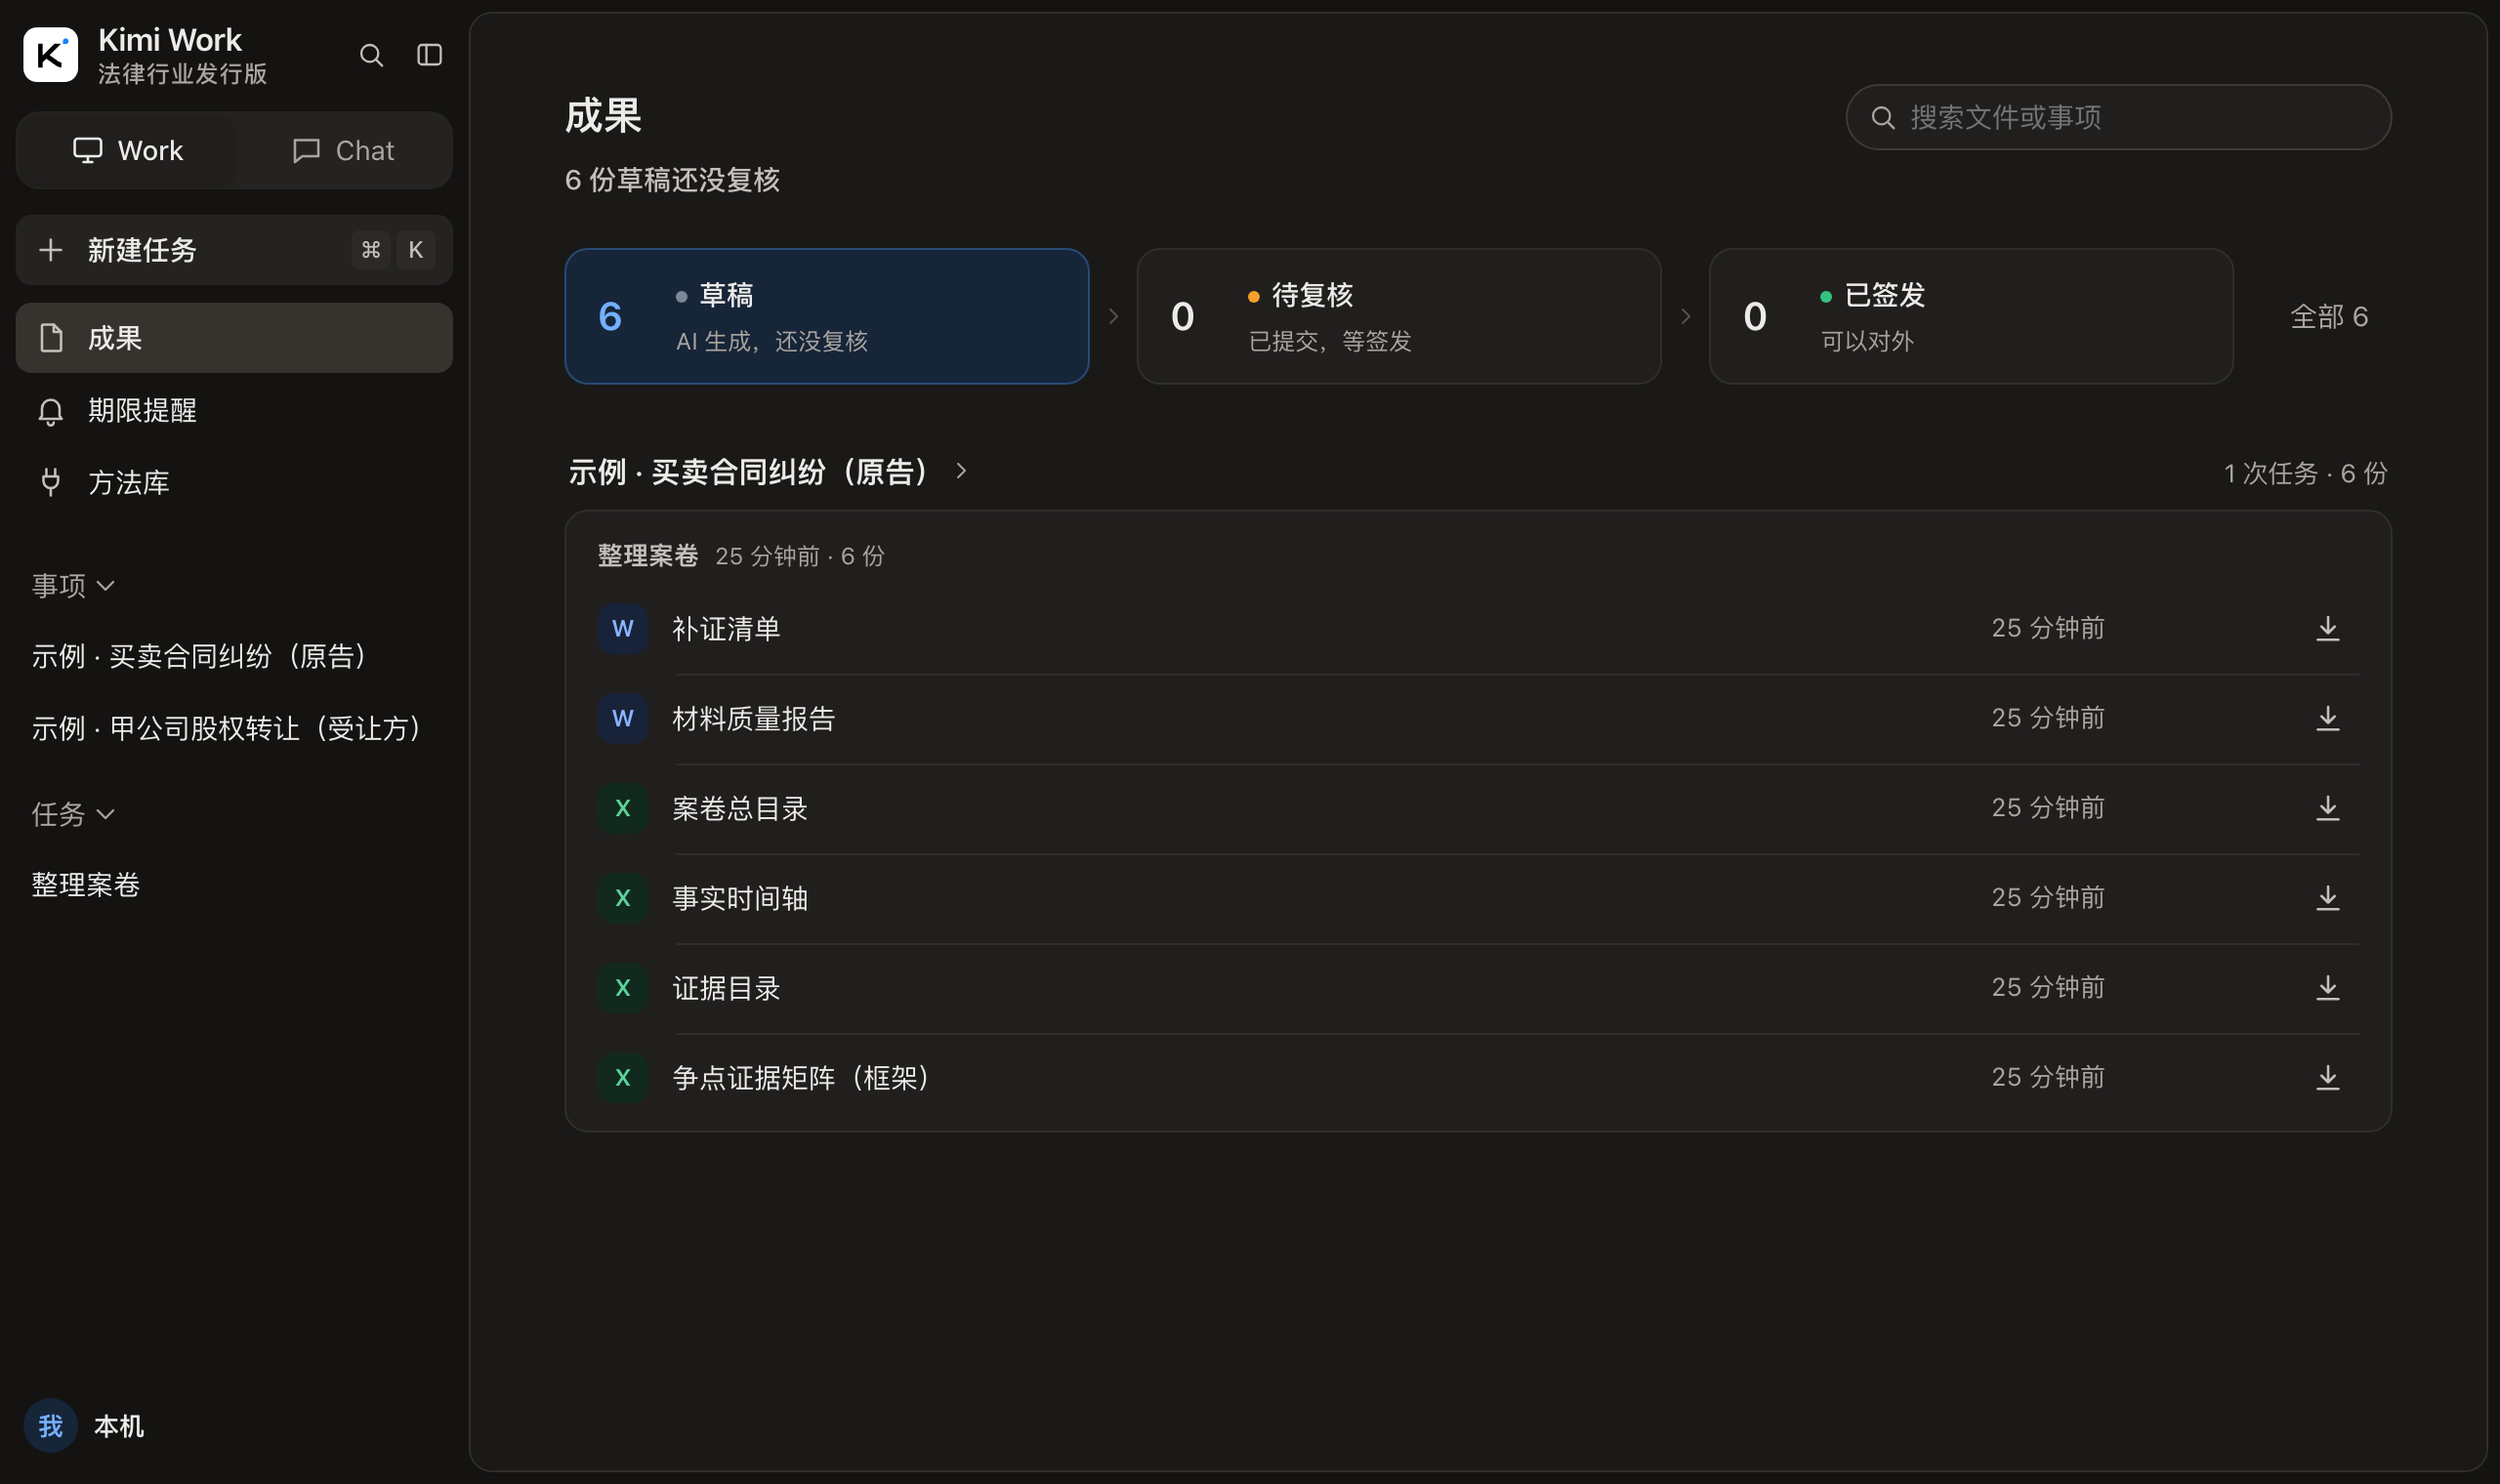 Kimi Work
法律行业发行版
Work
Chat
新建任务
⌘ K
成果
期限提醒
方法库
事项
示例 · 买卖合同纠纷（原告）
示例 · 甲公司股权转让（受让方）
任务
整理案卷
我
本机
成果
搜索文件或事项
6 份草稿还没复核
6
草稿
AI 生成，还没复核
0
待复核
已提交，等签发
0
已签发
可以对外
全部 6
示例 · 买卖合同纠纷（原告）
1 次任务 · 6 份
整理案卷 25 分钟前 · 6 份
W 补证清单 25 分钟前
W 材料质量报告 25 分钟前
X 案卷总目录 25 分钟前
X 事实时间轴 25 分钟前
X 证据目录 25 分钟前
X 争点证据矩阵（框架） 25 分钟前